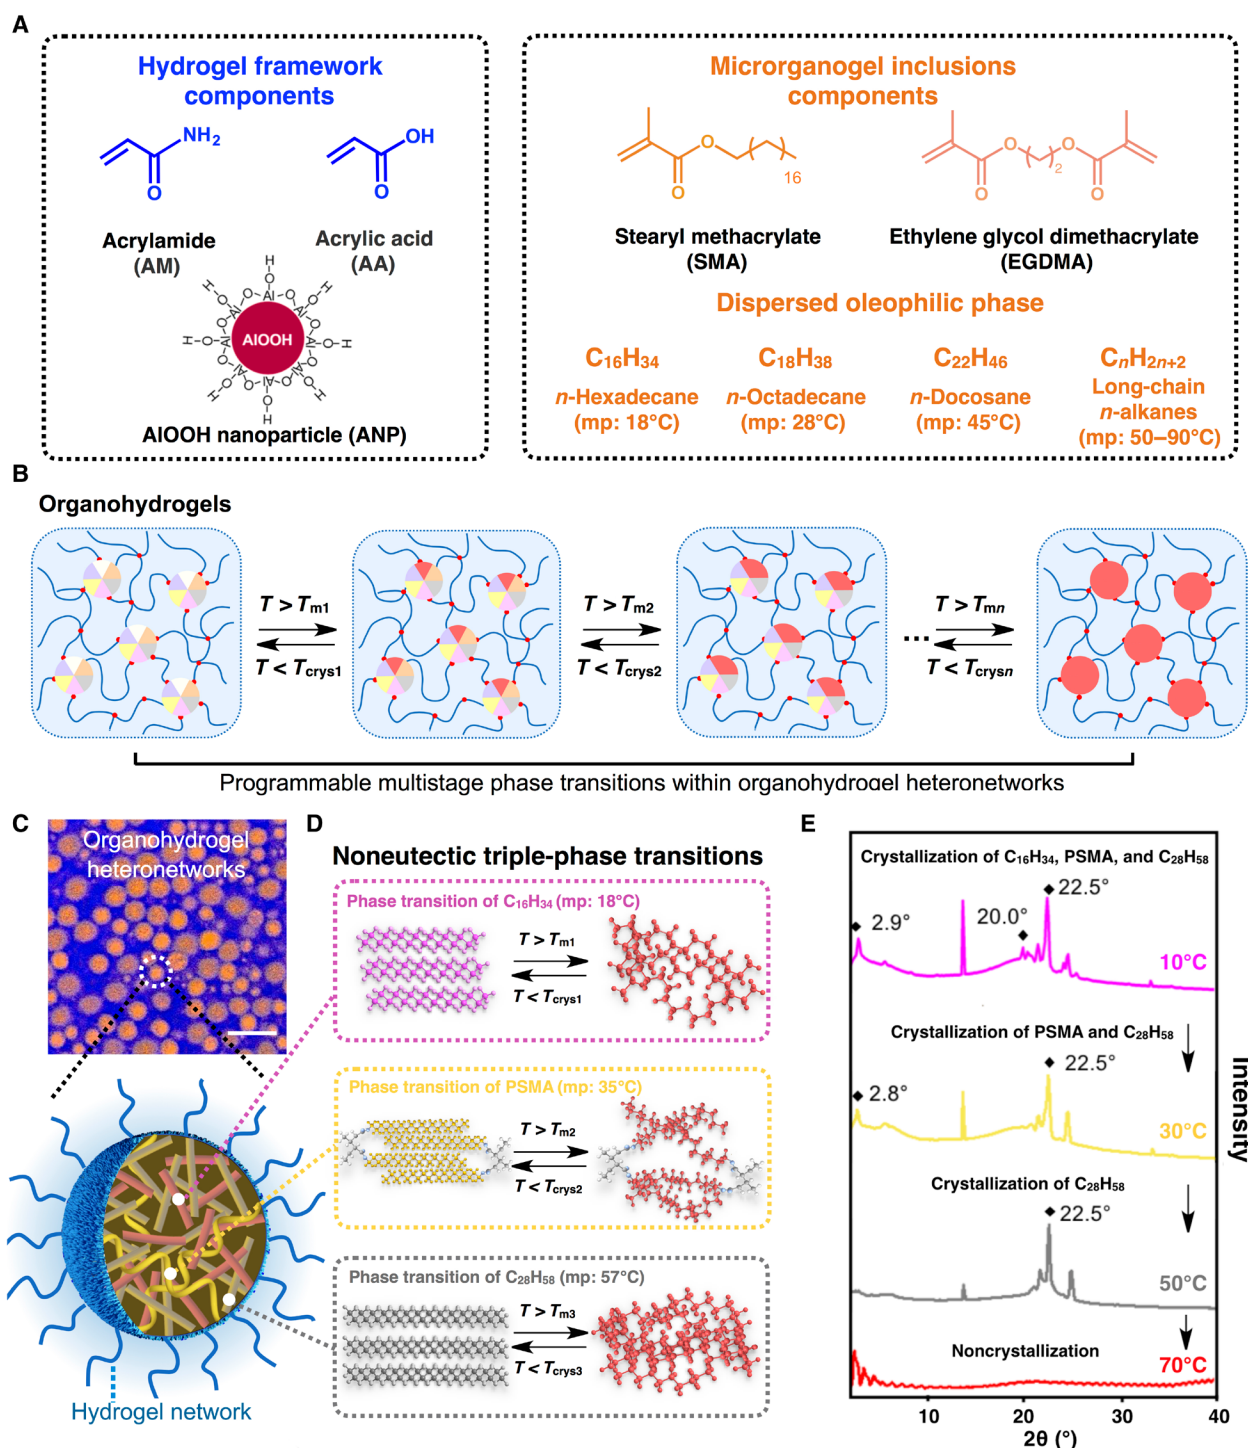 A
Hydrogel framework
components
NH₂
O
OH
O
Acrylamide
(AM)
Acrylic acid
(AA)
AlOOH
AlOOH nanoparticle (ANP)
Microrganogel inclusions
components
O
O
16
O
O
2
O
O
Stearyl methacrylate
(SMA)
Ethylene glycol dimethacrylate
(EGDMA)
Dispersed oleophilic phase
C₁₆H₃₄
n-Hexadecane
(mp: 18°C)
C₁₈H₃₈
n-Octadecane
(mp: 28°C)
C₂₂H₄₆
n-Docosane
(mp: 45°C)
CnH2n+2
Long-chain
n-alkanes
(mp: 50–90°C)
B
Organohydrogels
T > Tm1
T < Tcrys1
T > Tm2
T < Tcrys2
...
T > Tmn
T < Tcrysn
Programmable multistage phase transitions within organohydrogel heteronetworks
C
Organohydrogel
heteronetworks
Hydrogel network
D
Noneutectic triple-phase transitions
Phase transition of C₁₆H₃₄ (mp: 18°C)
T > Tm1
T < Tcrys1
Phase transition of PSMA (mp: 35°C)
T > Tm2
T < Tcrys2
Phase transition of C₂₈H₅₈ (mp: 57°C)
T > Tm3
T < Tcrys3
E
Crystallization of C₁₆H₃₄, PSMA, and C₂₈H₅₈
22.5°
2.9°
20.0°
10°C
Crystallization of PSMA and C₂₈H₅₈
22.5°
2.8°
30°C
Crystallization of C₂₈H₅₈
22.5°
50°C
Noncrystallization
70°C
10 20 30 40
2θ (°)
Intensity